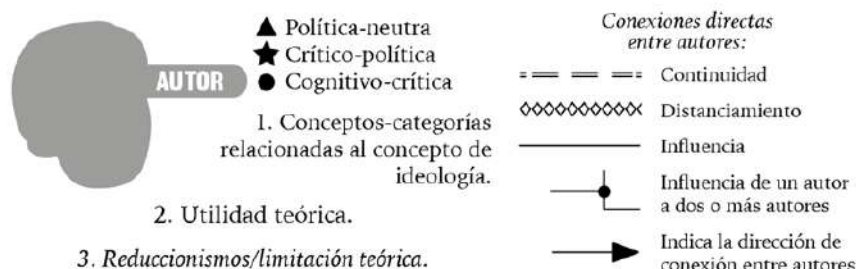 AUTOR
Política-neutra
Crítico-política
Cognitivo-crítica
1. Conceptos-categorías
relacionadas al concepto de
ideología.
2. Utilidad teórica.
3. Reduccionismos/limitación teórica.
Conexiones directas
entre autores:
Continuidad
Distanciamiento
Influencia
Influencia de un autor
a dos o más autores
Indica la dirección de
conexión entre autores